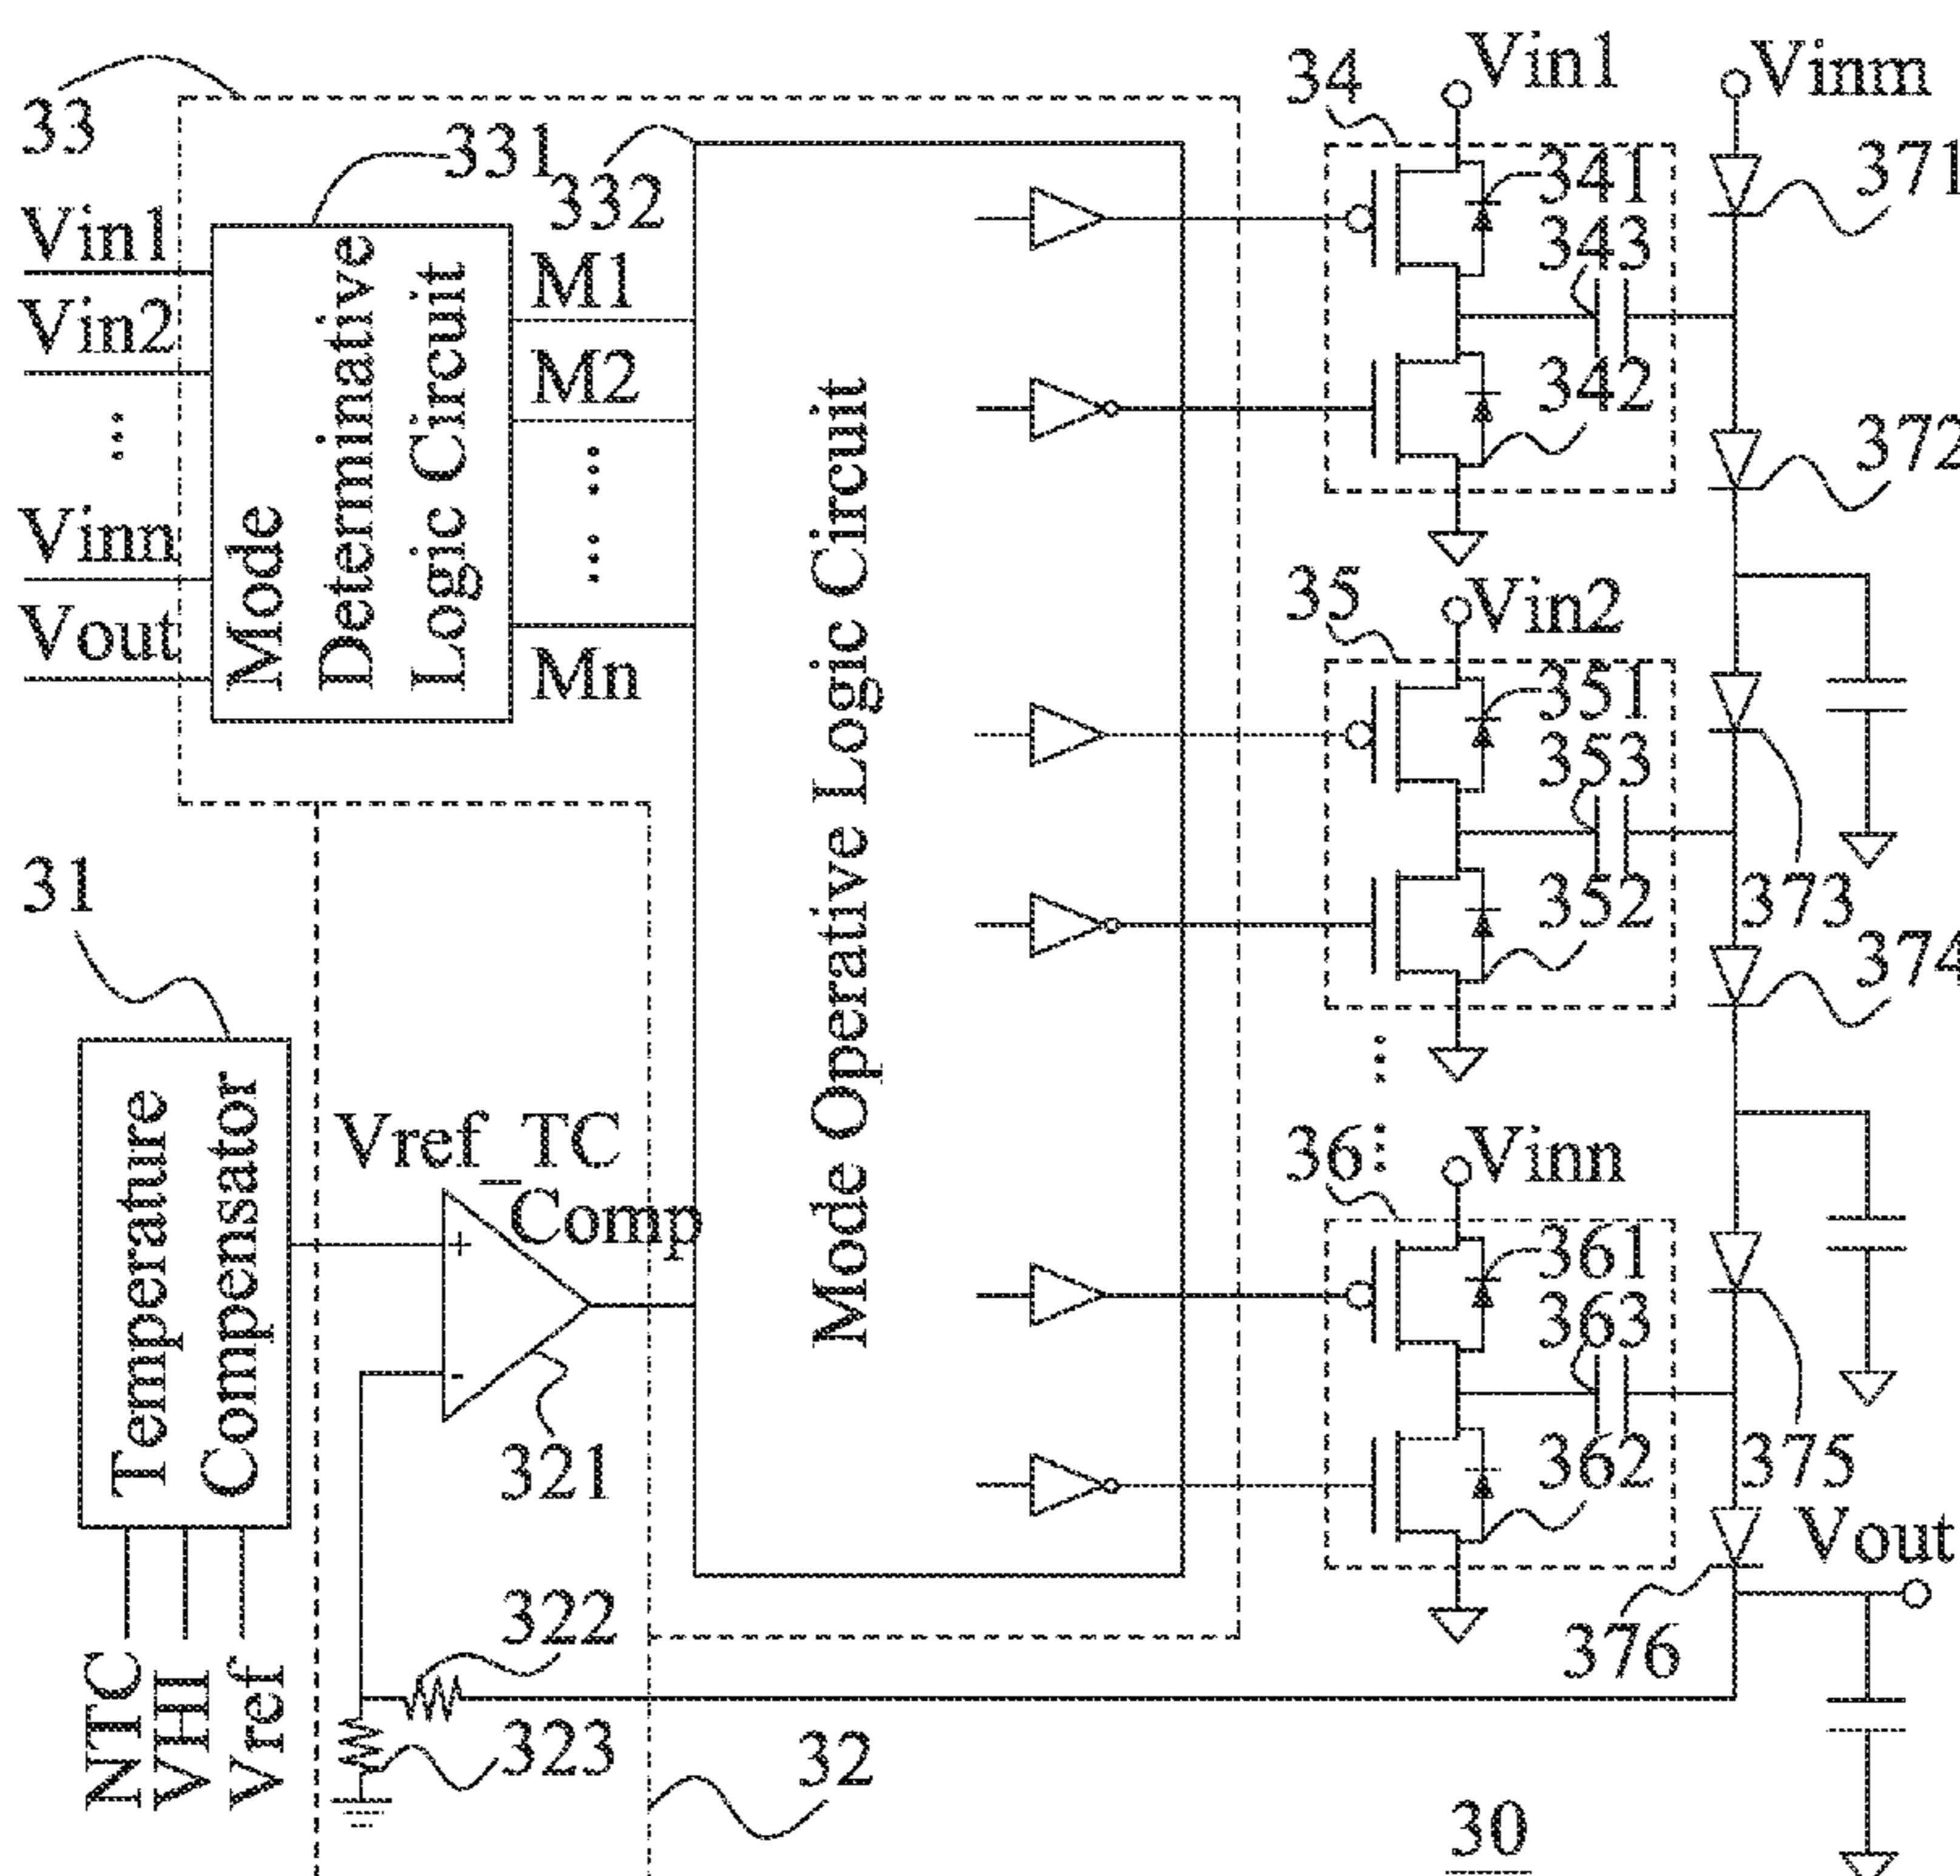 33
331
332
Vin1
Vin2
...
Vinn
Vout
Mode
Determinative
Logic Circuit
M1
M2
...
...
Mn
Mode Operative Logic Circuit
31
Temperature
Compensator
NTC
VHI
Vref
Vref_TC
Comp
+
-
321
322
323
32
34
Vin1
341
343
342
35
Vin2
351
353
352
...
...
36
Vinn
361
363
362
Vinm
371
372
373
374
375
376
Vout
30